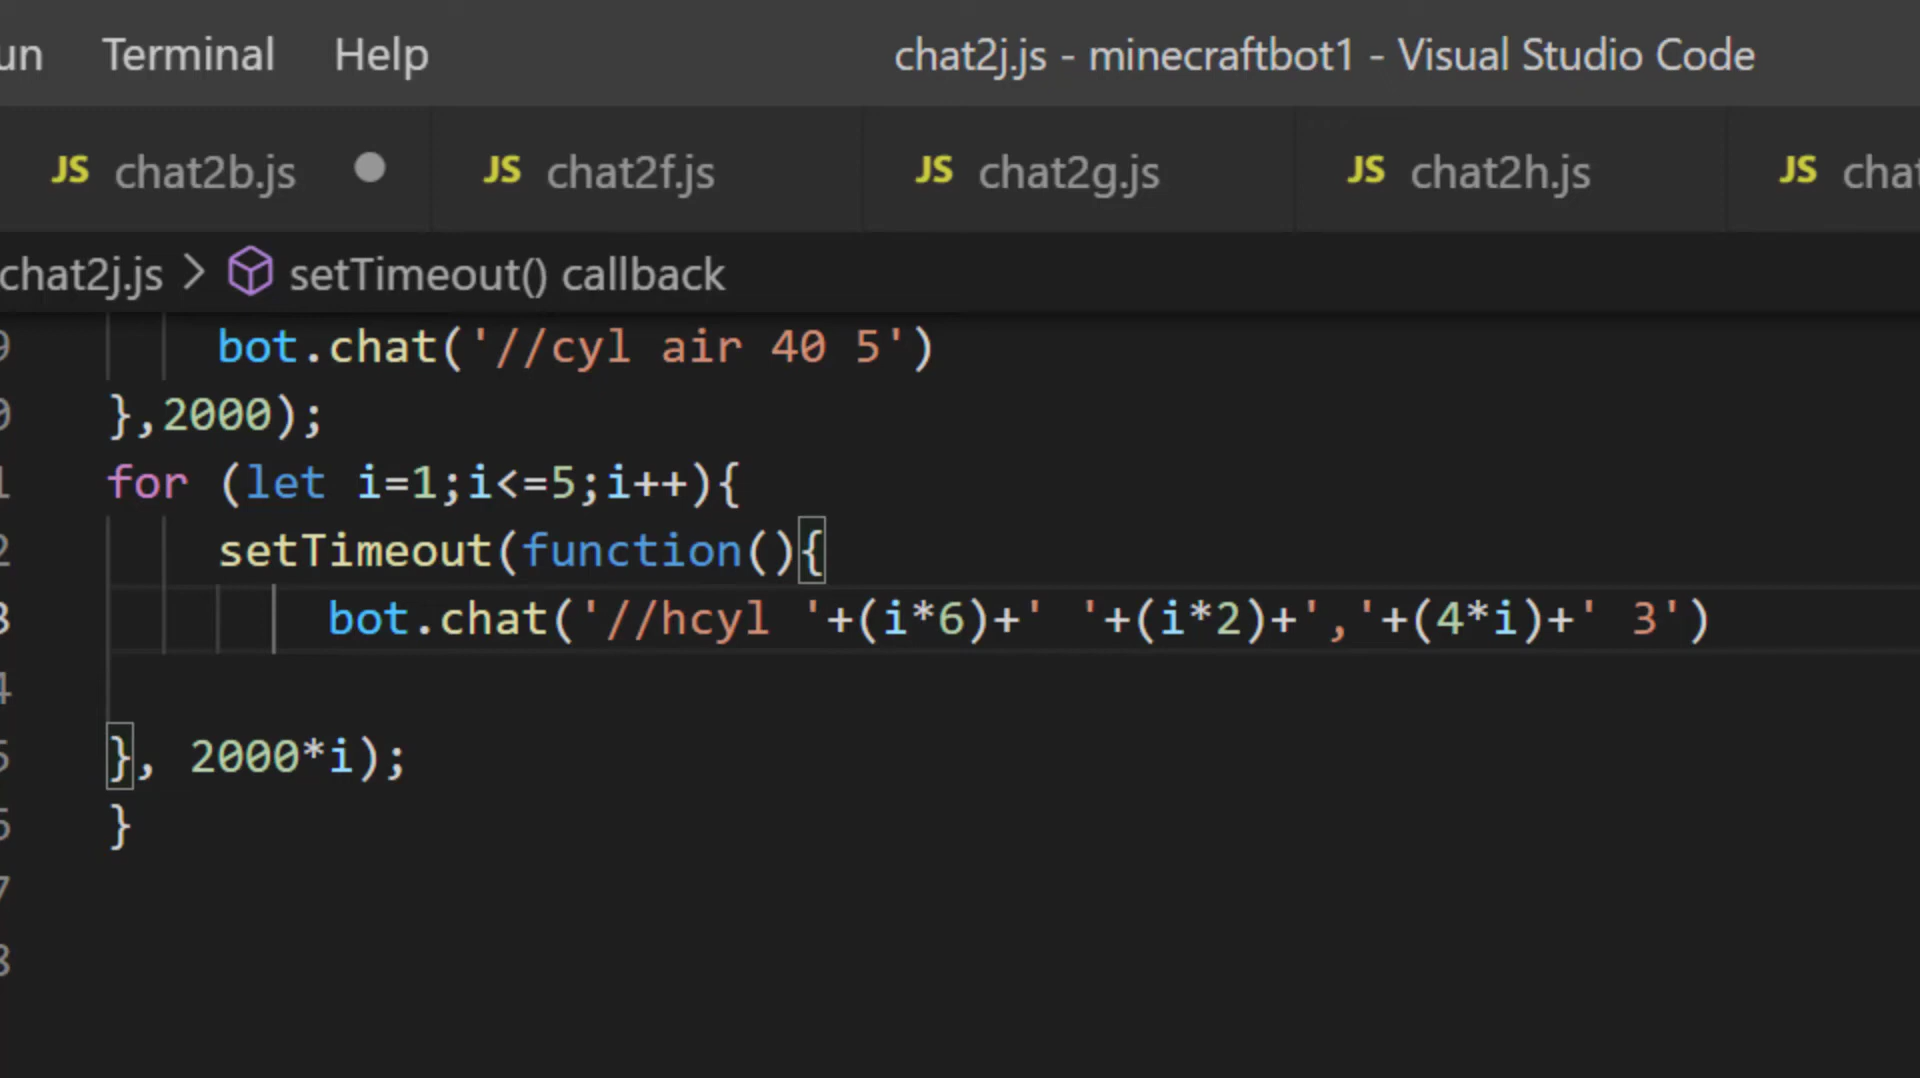 Terminal Help chat2j.js - minecraftbot1 - Visual Studio Code
JS chat2b.js JS chat2f.js JS chat2g.js JS chat2h.js JS
chat2j.js > setTimeout() callback
bot.chat('//cyl air 40 5')
},2000);
for (let i=1;i<=5;i++){
setTimeout(function(){
bot.chat('//hcyl '+(i*6)+' '+(i*2)+','+(4*i)+' 3')
}, 2000*i);
}